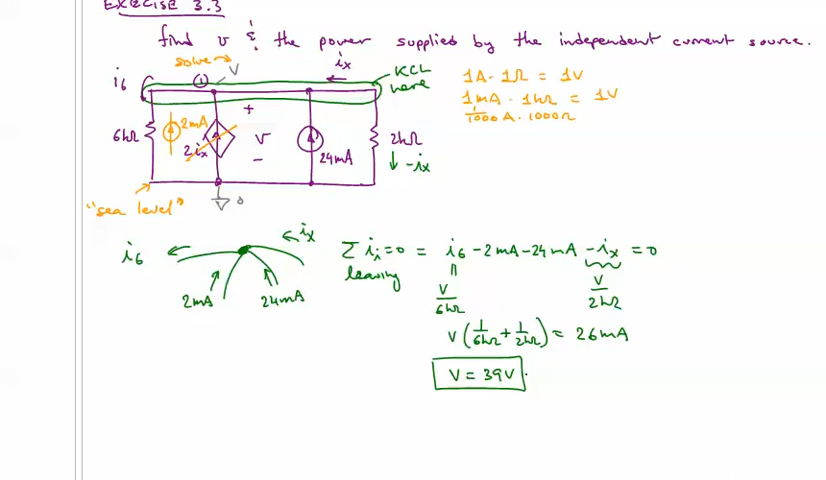 Exercise 3.3
find v & the power supplied by the independent current source.
solve
i6 ① v ix KCL here
1A · 1Ω = 1V
1mA · 1kΩ = 1V
1/1000 A · 1000Ω
6kΩ 2mA 2ix + v − 24mA 2kΩ
↓ -ix
"sea level" 0
i6 ix
2mA 24mA
Σ i = 0 = i6 - 2mA - 24mA - ix = 0
leaving
v/6kΩ v/2kΩ
v(1/6kΩ + 1/2kΩ) = 26mA
v = 39V